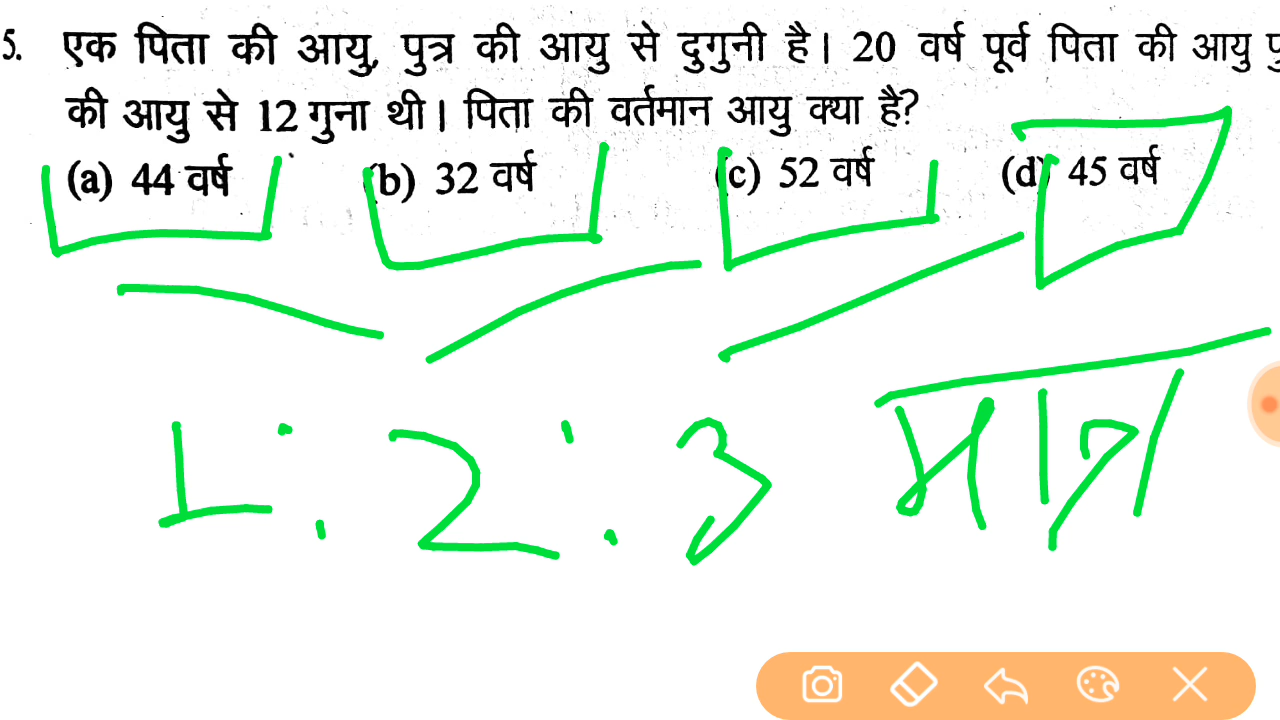 5. एक पिता की आयु, पुत्र की आयु से दुगुनी है। 20 वर्ष पूर्व पिता की आयु
की आयु से 12 गुना थी। पिता की वर्तमान आयु क्या है?
(a) 44 वर्ष (b) 32 वर्ष (c) 52 वर्ष (d) 45 वर्ष
1 : 2 : 3